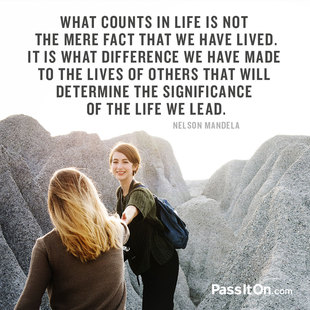 WHAT COUNTS IN LIFE IS NOT
THE MERE FACT THAT WE HAVE LIVED.
IT IS WHAT DIFFERENCE WE HAVE MADE
TO THE LIVES OF OTHERS THAT WILL
DETERMINE THE SIGNIFICANCE
OF THE LIFE WE LEAD.
NELSON MANDELA
PassItOn.com